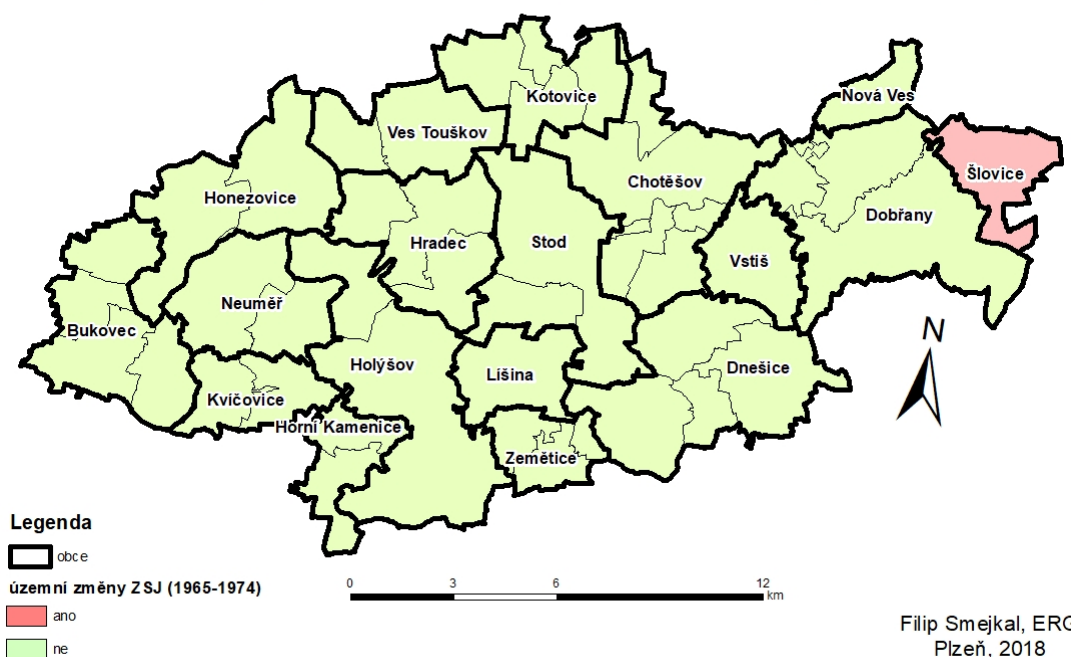 Kotovice
Nová Ves
Ves Touškov
Šlovice
Chotěšov
Honezovice
Dobřany
Hradec
Stod
Vstiš
Neuměř
Bukovec
Holýšov
Líšina
Dnešice
Kvíčovice
Horní Kamenice
Zemětice
N
Legenda
obce
územní změny ZSJ (1965-1974)
ano
ne
0 3 6 12
km
Filip Smejkal, ERG
Plzeň, 2018